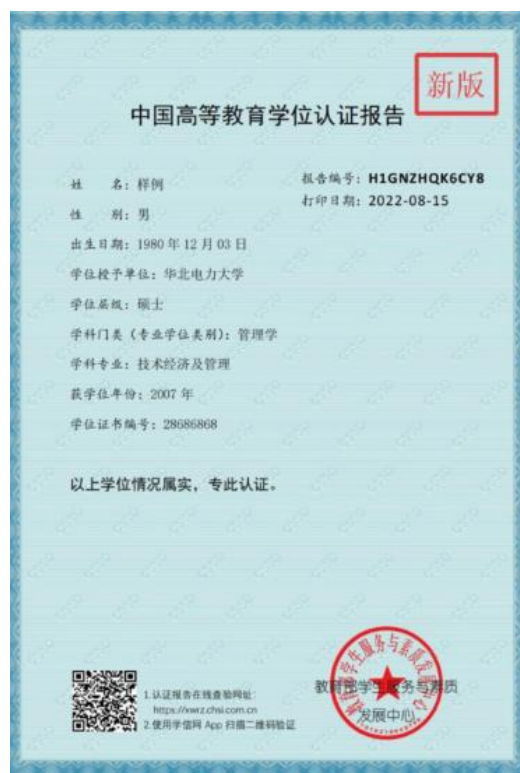 新版
中国高等教育学位认证报告
报告编号：H1GNZHQK6CY8
打印日期：2022-08-15
姓 名：样例
性 别：男
出生日期：1980 年 12 月 03 日
学位授予单位：华北电力大学
学位层级：硕士
学科门类（专业学位类别）：管理学
学科专业：技术经济及管理
获学位年份：2007 年
学位证书编号：28686868
以上学位情况属实，专此认证。
教育部学生服务与素质
发展中心
1.认证报告在线查验网址：
https://xwrz.chsi.com.cn
2.使用学信网 App 扫描二维码验证